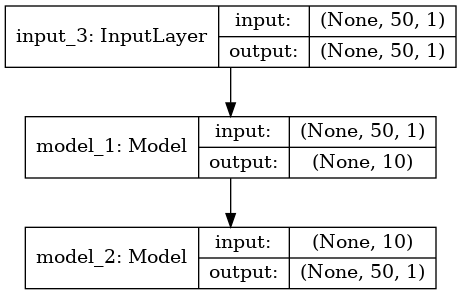 input_3: InputLayer
input: (None, 50, 1)
output: (None, 50, 1)
model_1: Model
input: (None, 50, 1)
output: (None, 10)
model_2: Model
input: (None, 10)
output: (None, 50, 1)